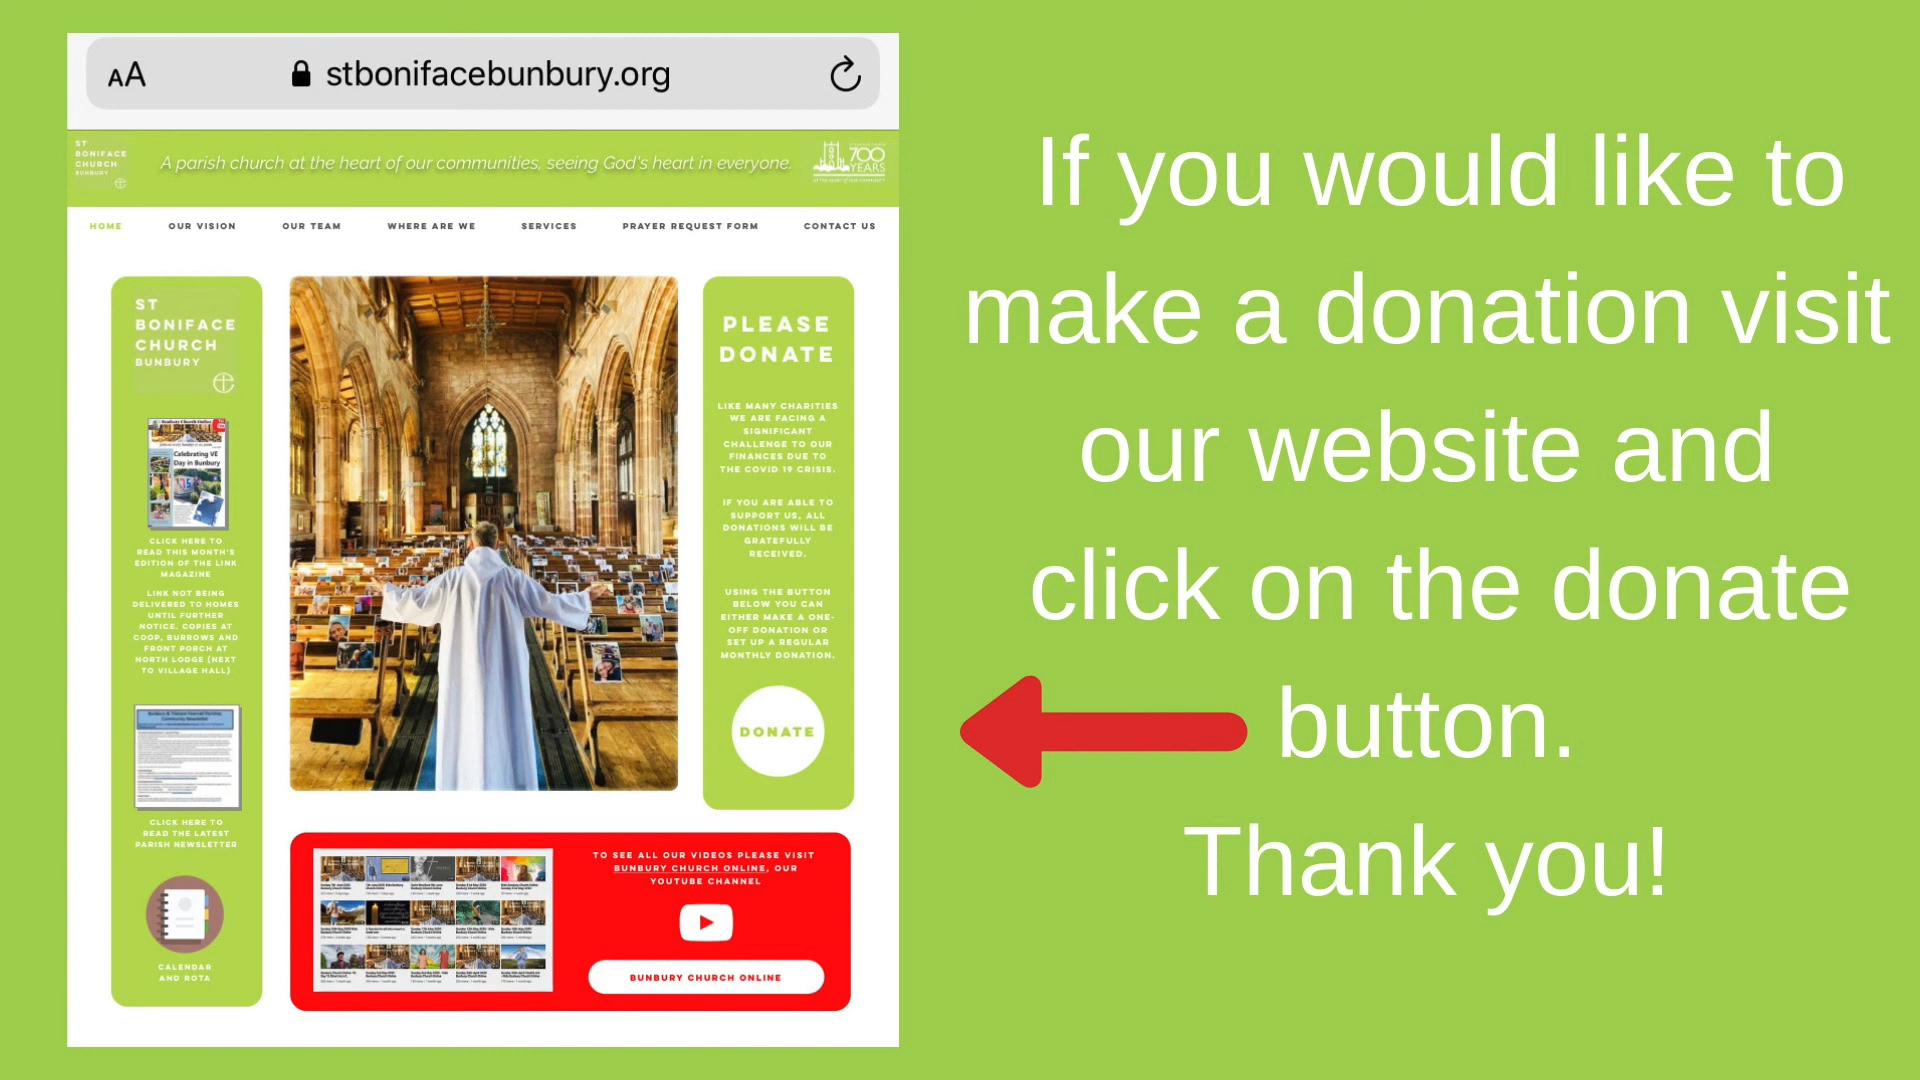 AA
stbonifacebunbury.org
ST
BONIFACE
CHURCH
BUNBURY
A parish church at the heart of our communities, seeing God's heart in everyone.
700
YEARS
HOME
OUR VISION
OUR TEAM
WHERE ARE WE
SERVICES
PRAYER REQUEST FORM
CONTACT US
ST
BONIFACE
CHURCH
BUNBURY
Celebrating VE
Day in Bunbury
CLICK HERE TO
READ THIS MONTH'S
EDITION OF THE LINK
MAGAZINE
LINK NOT BEING
DELIVERED TO HOMES
UNTIL FURTHER
NOTICE. COPIES AT
COOP, BURROWS AND
FRONT PORCH AT
NORTH LODGE (NEXT
TO VILLAGE HALL)
CLICK HERE TO
READ THE LATEST
PARISH NEWSLETTER
CALENDAR
AND ROTA
PLEASE
DONATE
LIKE MANY CHARITIES
WE ARE FACING A
SIGNIFICANT
CHALLENGE TO OUR
FINANCES DUE TO
THE COVID 19 CRISIS.
IF YOU ARE ABLE TO
SUPPORT US, ALL
DONATIONS WILL BE
GRATEFULLY
RECEIVED.
USING THE BUTTON
BELOW YOU CAN
EITHER MAKE A ONE-
OFF DONATION OR
SET UP A REGULAR
MONTHLY DONATION.
DONATE
TO SEE ALL OUR VIDEOS PLEASE VISIT
BUNBURY CHURCH ONLINE, OUR
YOUTUBE CHANNEL
BUNBURY CHURCH ONLINE
If you would like to
make a donation visit
our website and
click on the donate
button.
Thank you!